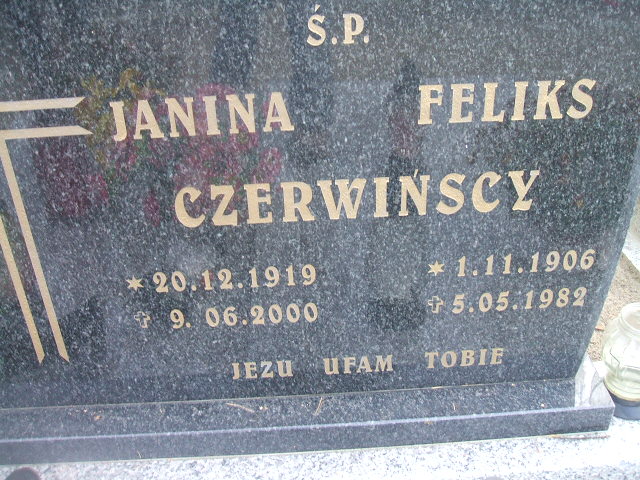 Ś.P.
JANINA FELIKS
CZERWIŃSCY
* 20.12.1919 * 1.11.1906
✝ 9.06.2000 ✝ 5.05.1982
JEZU UFAM TOBIE